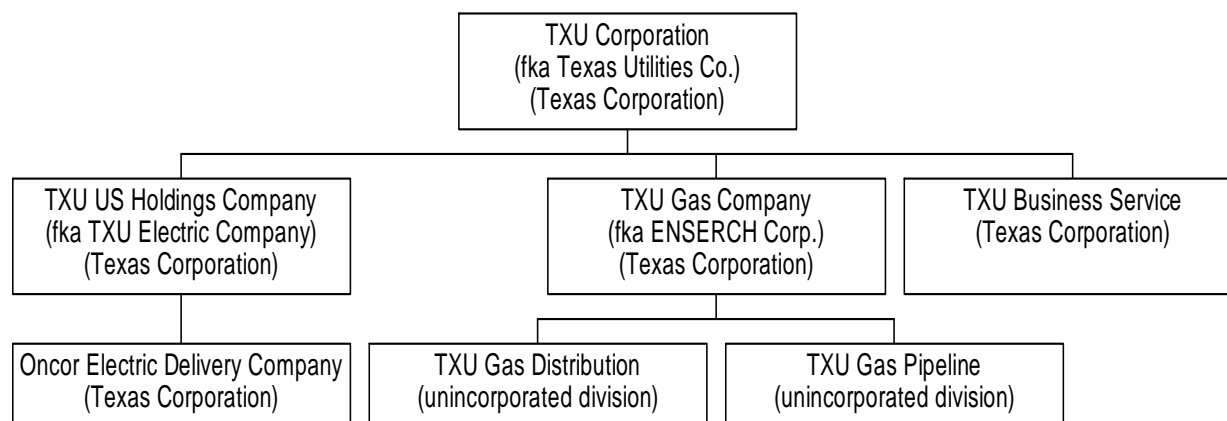 TXU Corporation
(fka Texas Utilities Co.)
(Texas Corporation)
TXU US Holdings Company
(fka TXU Electric Company)
(Texas Corporation)
TXU Gas Company
(fka ENSERCH Corp.)
(Texas Corporation)
TXU Business Service
(Texas Corporation)
Oncor Electric Delivery Company
(Texas Corporation)
TXU Gas Distribution
(unincorporated division)
TXU Gas Pipeline
(unincorporated division)